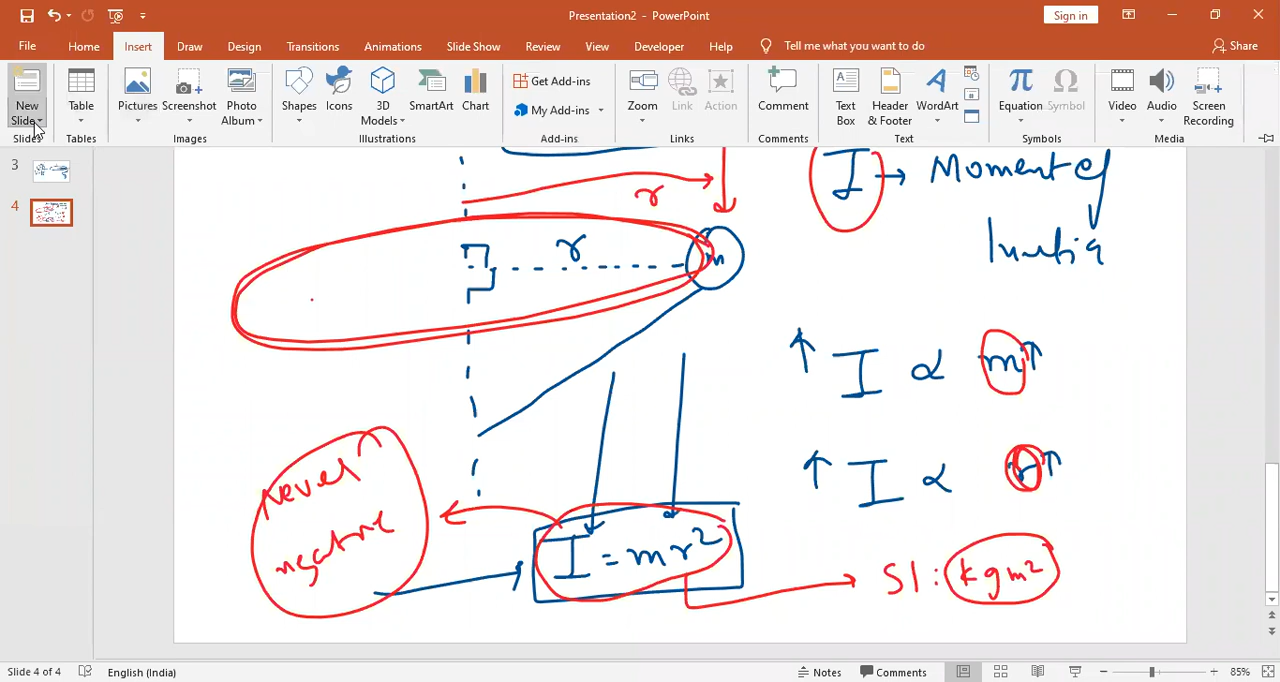 Presentation2 - PowerPoint
Sign in
File Home Insert Draw Design Transitions Animations Slide Show Review View Developer Help Tell me what you want to do Share
New Slide
Table
Pictures
Screenshot
Photo Album
Shapes
Icons
3D Models
SmartArt
Chart
Get Add-ins
My Add-ins
Zoom
Link
Action
Comment
Text Box
Header & Footer
WordArt
Equation
Symbol
Video
Audio
Screen Recording
Slides Tables Images Illustrations Add-ins Links Comments Text Symbols Media
3
4
I → Moment of
Inertia
r
r
m
↑ I ∝ m↑
↑ I ∝ r↑
Never
negative
I = mr²
SI : kgm²
Slide 4 of 4 English (India) Notes Comments 85%